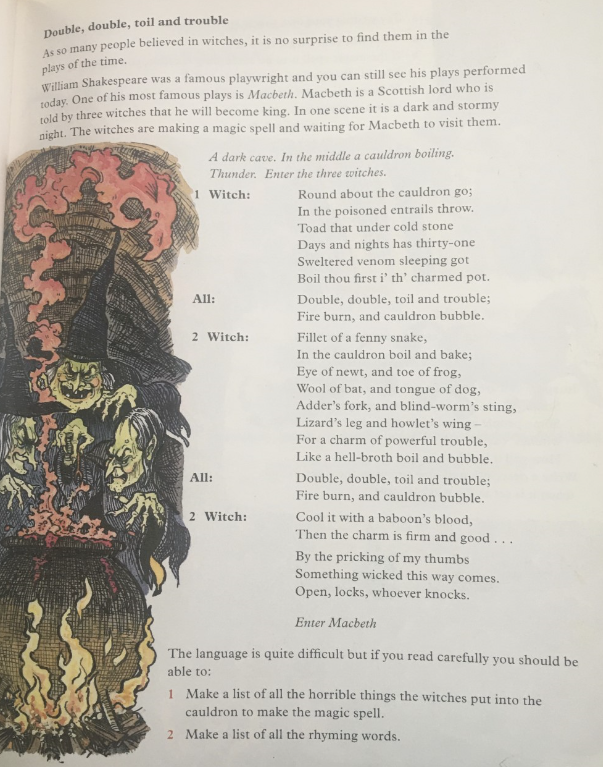 Double, double, toil and trouble
As so many people believed in witches, it is no surprise to find them in the
plays of the time.
William Shakespeare was a famous playwright and you can still see his plays performed
today. One of his most famous plays is Macbeth. Macbeth is a Scottish lord who is
told by three witches that he will become king. In one scene it is a dark and stormy
night. The witches are making a magic spell and waiting for Macbeth to visit them.
A dark cave. In the middle a cauldron boiling.
Thunder. Enter the three witches.
1 Witch: Round about the cauldron go;
In the poisoned entrails throw.
Toad that under cold stone
Days and nights has thirty-one
Sweltered venom sleeping got
Boil thou first i' th' charmed pot.
All: Double, double, toil and trouble;
Fire burn, and cauldron bubble.
2 Witch: Fillet of a fenny snake,
In the cauldron boil and bake;
Eye of newt, and toe of frog,
Wool of bat, and tongue of dog,
Adder's fork, and blind-worm's sting,
Lizard's leg and howlet's wing –
For a charm of powerful trouble,
Like a hell-broth boil and bubble.
All: Double, double, toil and trouble;
Fire burn, and cauldron bubble.
2 Witch: Cool it with a baboon's blood,
Then the charm is firm and good . . .
By the pricking of my thumbs
Something wicked this way comes.
Open, locks, whoever knocks.
Enter Macbeth
The language is quite difficult but if you read carefully you should be
able to:
1 Make a list of all the horrible things the witches put into the
cauldron to make the magic spell.
2 Make a list of all the rhyming words.